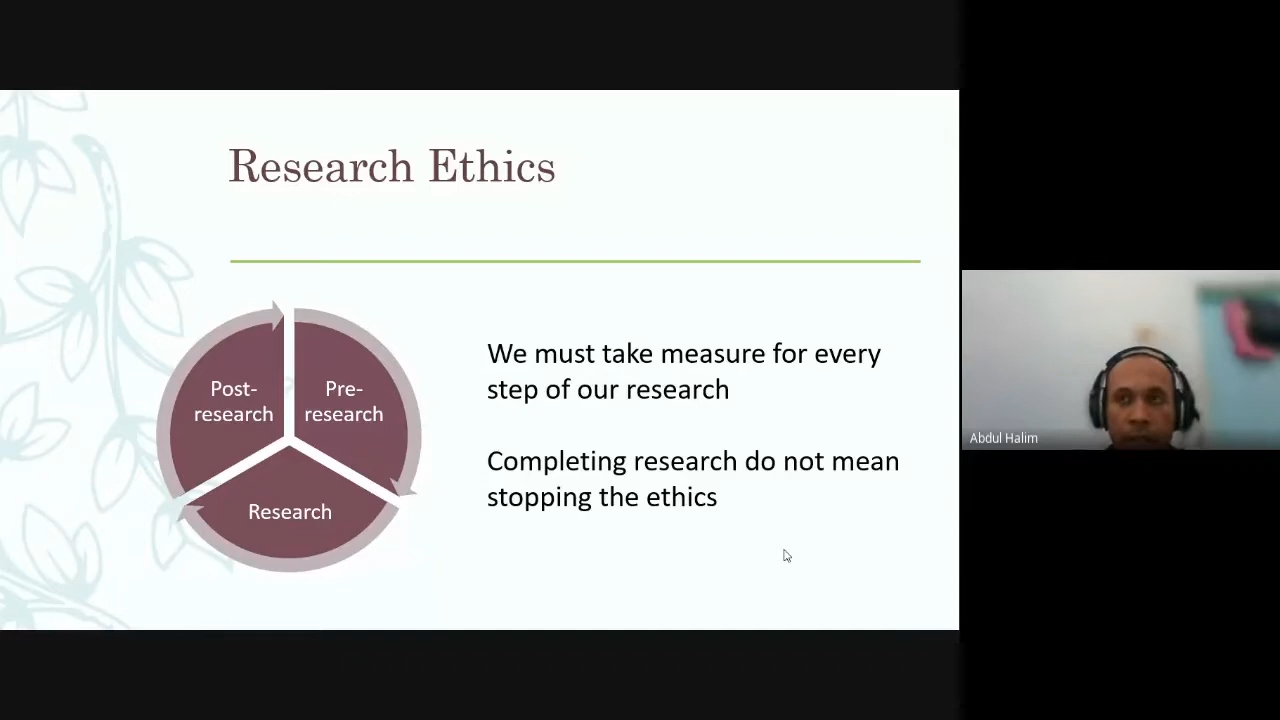 Research Ethics
Post-
research
Pre-
research
Research
We must take measure for every
step of our research
Completing research do not mean
stopping the ethics
Abdul Halim